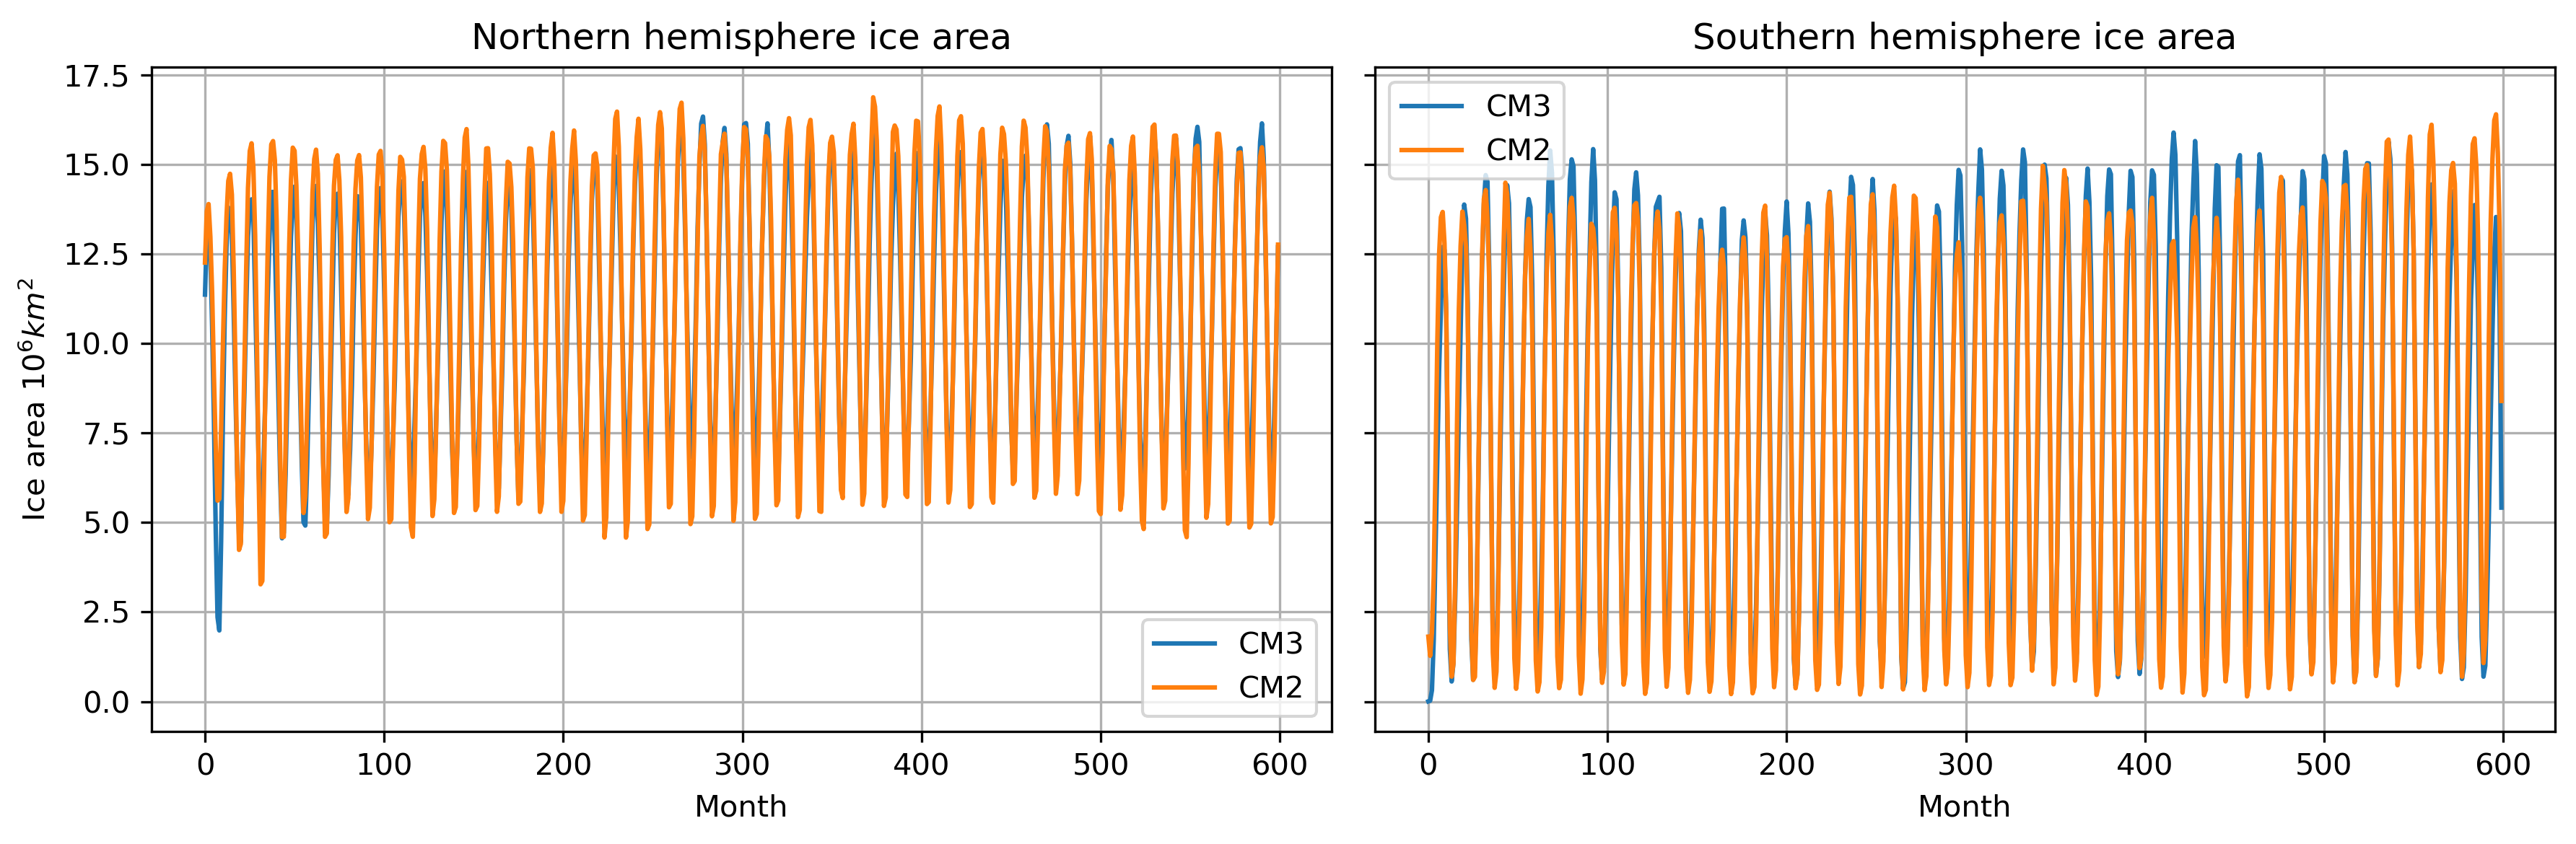 Northern hemisphere ice area
Southern hemisphere ice area
17.5
15.0
12.5
10.0
7.5
5.0
2.5
0.0
Ice area 10⁶km²
CM3
CM2
CM3
CM2
0 100 200 300 400 500 600
0 100 200 300 400 500 600
Month
Month